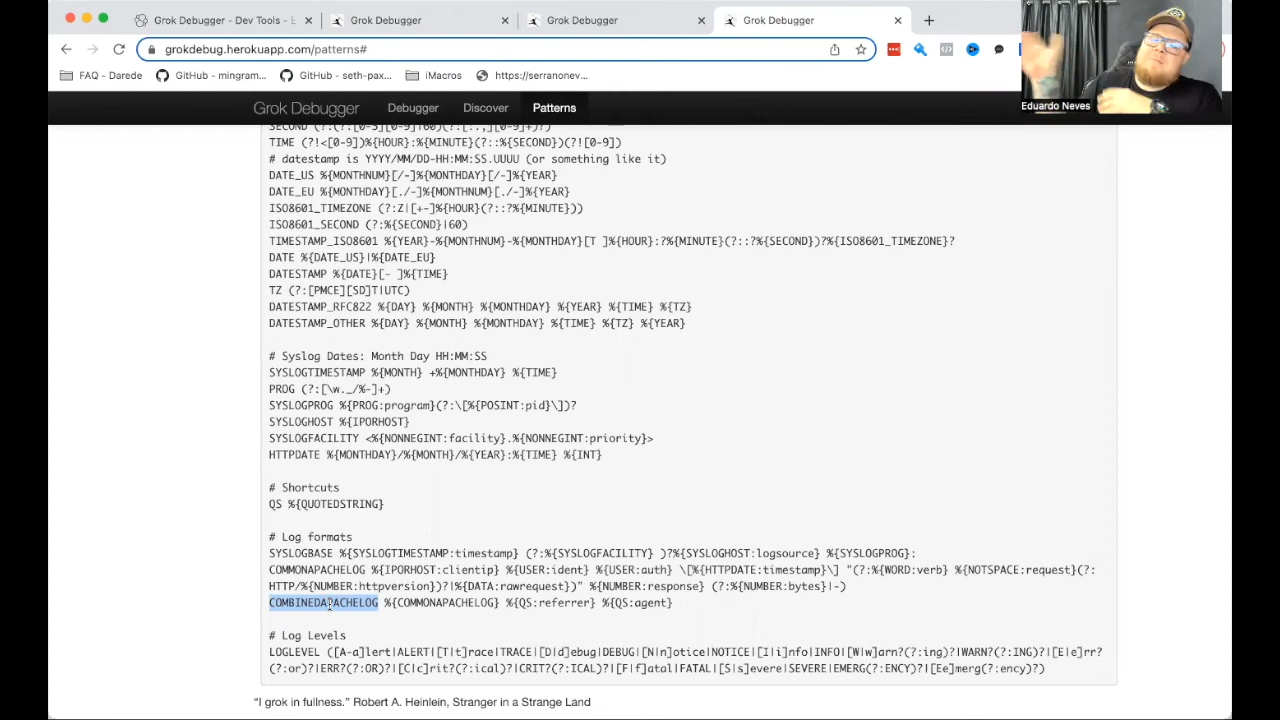 Grok Debugger - Dev Tools - E
Grok Debugger
Grok Debugger
Grok Debugger
grokdebug.herokuapp.com/patterns#
FAQ - Darede
GitHub - mingram...
GitHub - seth-pax...
iMacros
https://serranonev...
Eduardo Neves
Grok Debugger
Debugger
Discover
Patterns
SECOND (?:(?:[0-5][0-9]|60)(?:[:.,][0-9]+)?)
TIME (?!<[0-9])%{HOUR}:%{MINUTE}(?::%{SECOND})(?![0-9])
# datestamp is YYYY/MM/DD-HH:MM:SS.UUUU (or something like it)
DATE_US %{MONTHNUM}[/-]%{MONTHDAY}[/-]%{YEAR}
DATE_EU %{MONTHDAY}[./-]%{MONTHNUM}[./-]%{YEAR}
ISO8601_TIMEZONE (?:Z|[+-]%{HOUR}(?::?%{MINUTE}))
ISO8601_SECOND (?:%{SECOND}|60)
TIMESTAMP_ISO8601 %{YEAR}-%{MONTHNUM}-%{MONTHDAY}[T ]%{HOUR}:?%{MINUTE}(?::?%{SECOND})?%{ISO8601_TIMEZONE}?
DATE %{DATE_US}|%{DATE_EU}
DATESTAMP %{DATE}[- ]%{TIME}
TZ (?:[PMCE][SD]T|UTC)
DATESTAMP_RFC822 %{DAY} %{MONTH} %{MONTHDAY} %{YEAR} %{TIME} %{TZ}
DATESTAMP_OTHER %{DAY} %{MONTH} %{MONTHDAY} %{TIME} %{TZ} %{YEAR}
# Syslog Dates: Month Day HH:MM:SS
SYSLOGTIMESTAMP %{MONTH} +%{MONTHDAY} %{TIME}
PROG (?:[\w._/%-]+)
SYSLOGPROG %{PROG:program}(?:\[%{POSINT:pid}\])?
SYSLOGHOST %{IPORHOST}
SYSLOGFACILITY <%{NONNEGINT:facility}.%{NONNEGINT:priority}>
HTTPDATE %{MONTHDAY}/%{MONTH}/%{YEAR}:%{TIME} %{INT}
# Shortcuts
QS %{QUOTEDSTRING}
# Log formats
SYSLOGBASE %{SYSLOGTIMESTAMP:timestamp} (?:%{SYSLOGFACILITY} )?%{SYSLOGHOST:logsource} %{SYSLOGPROG}:
COMMONAPACHELOG %{IPORHOST:clientip} %{USER:ident} %{USER:auth} \[%{HTTPDATE:timestamp}\] "(?:%{WORD:verb} %{NOTSPACE:request}(?:
HTTP/%{NUMBER:httpversion})?|%{DATA:rawrequest})" %{NUMBER:response} (?:%{NUMBER:bytes}|-)
COMBINEDAPACHELOG %{COMMONAPACHELOG} %{QS:referrer} %{QS:agent}
# Log Levels
LOGLEVEL ([A-a]lert|ALERT|[T|t]race|TRACE|[D|d]ebug|DEBUG|[N|n]otice|NOTICE|[I|i]nfo|INFO|[W|w]arn?(?:ing)?|WARN?(?:ING)?|[E|e]rr?
(?:or)?|ERR?(?:OR)?|[C|c]rit?(?:ical)?|CRIT?(?:ICAL)?|[F|f]atal|FATAL|[S|s]evere|SEVERE|EMERG(?:ENCY)?|[Ee]merg(?:ency)?)
“I grok in fullness.” Robert A. Heinlein, Stranger in a Strange Land